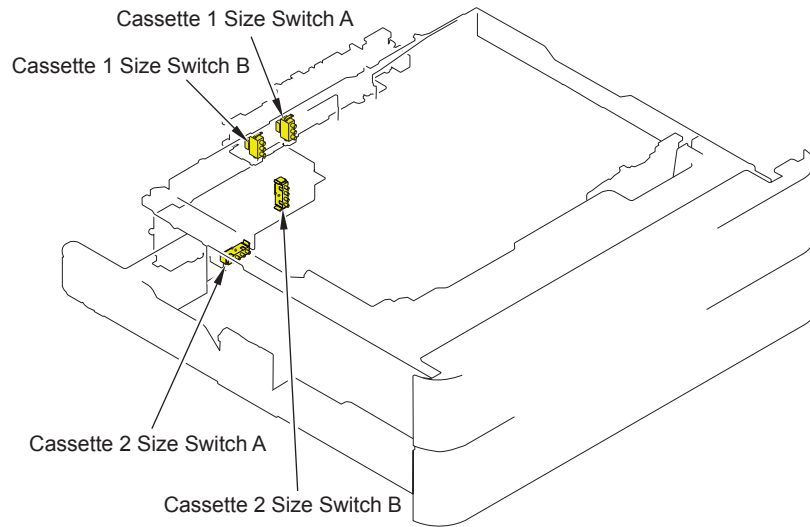 Cassette 1 Size Switch A
Cassette 1 Size Switch B
Cassette 2 Size Switch A
Cassette 2 Size Switch B